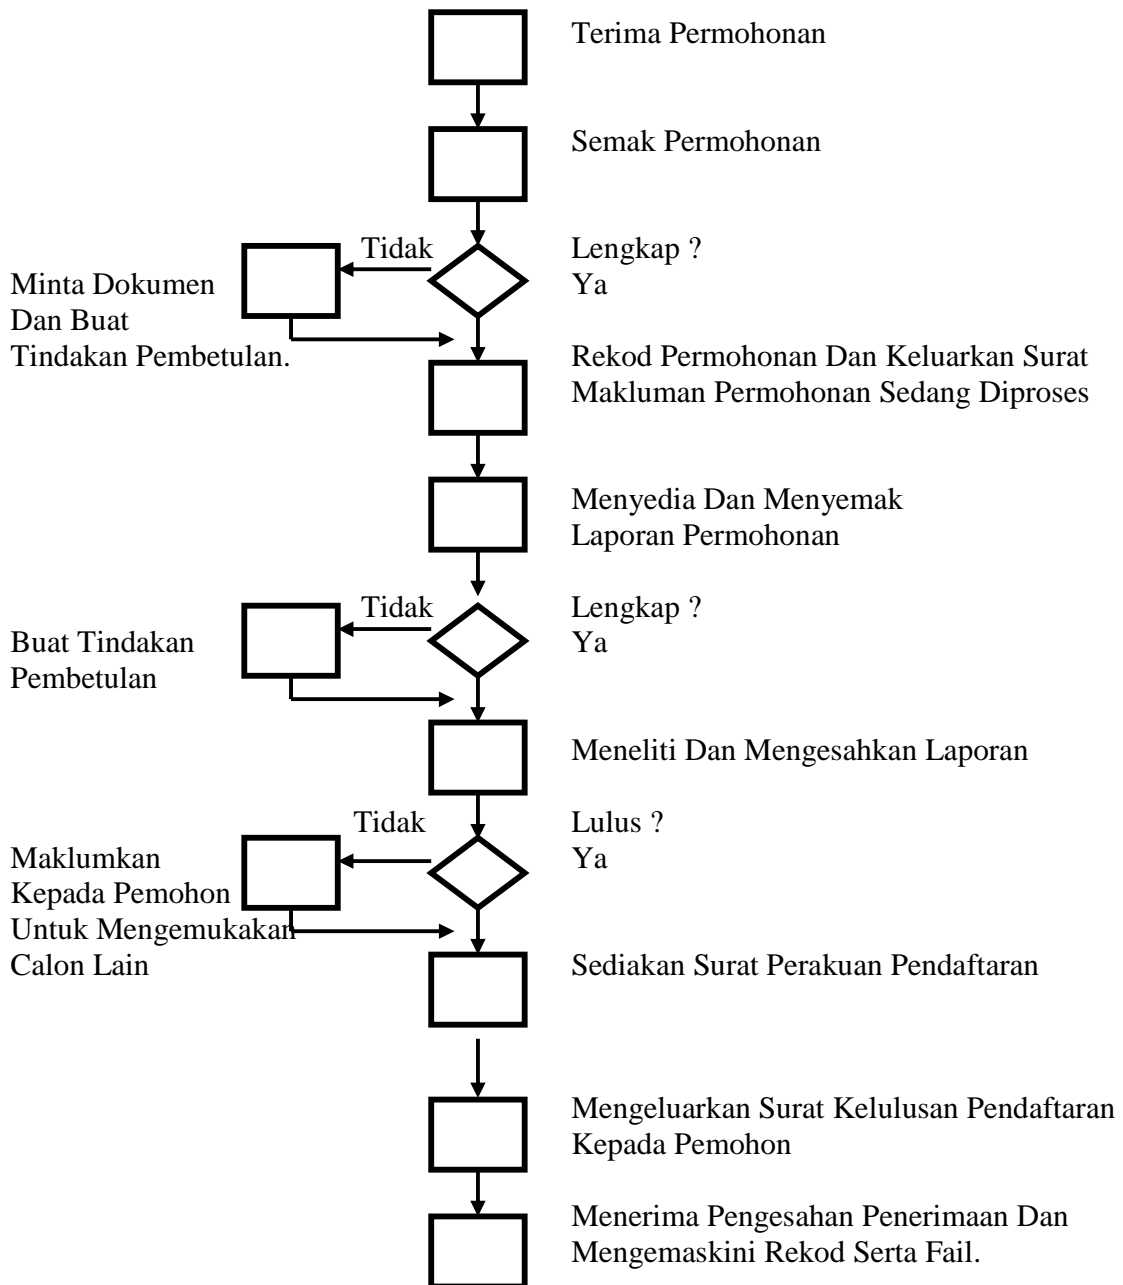 Terima Permohonan
Semak Permohonan
Tidak
Lengkap ?
Ya
Minta Dokumen
Dan Buat
Tindakan Pembetulan.
Rekod Permohonan Dan Keluarkan Surat
Makluman Permohonan Sedang Diproses
Menyedia Dan Menyemak
Laporan Permohonan
Tidak
Lengkap ?
Ya
Buat Tindakan
Pembetulan
Meneliti Dan Mengesahkan Laporan
Tidak
Lulus ?
Ya
Maklumkan
Kepada Pemohon
Untuk Mengemukakan
Calon Lain
Sediakan Surat Perakuan Pendaftaran
Mengeluarkan Surat Kelulusan Pendaftaran
Kepada Pemohon
Menerima Pengesahan Penerimaan Dan
Mengemaskini Rekod Serta Fail.